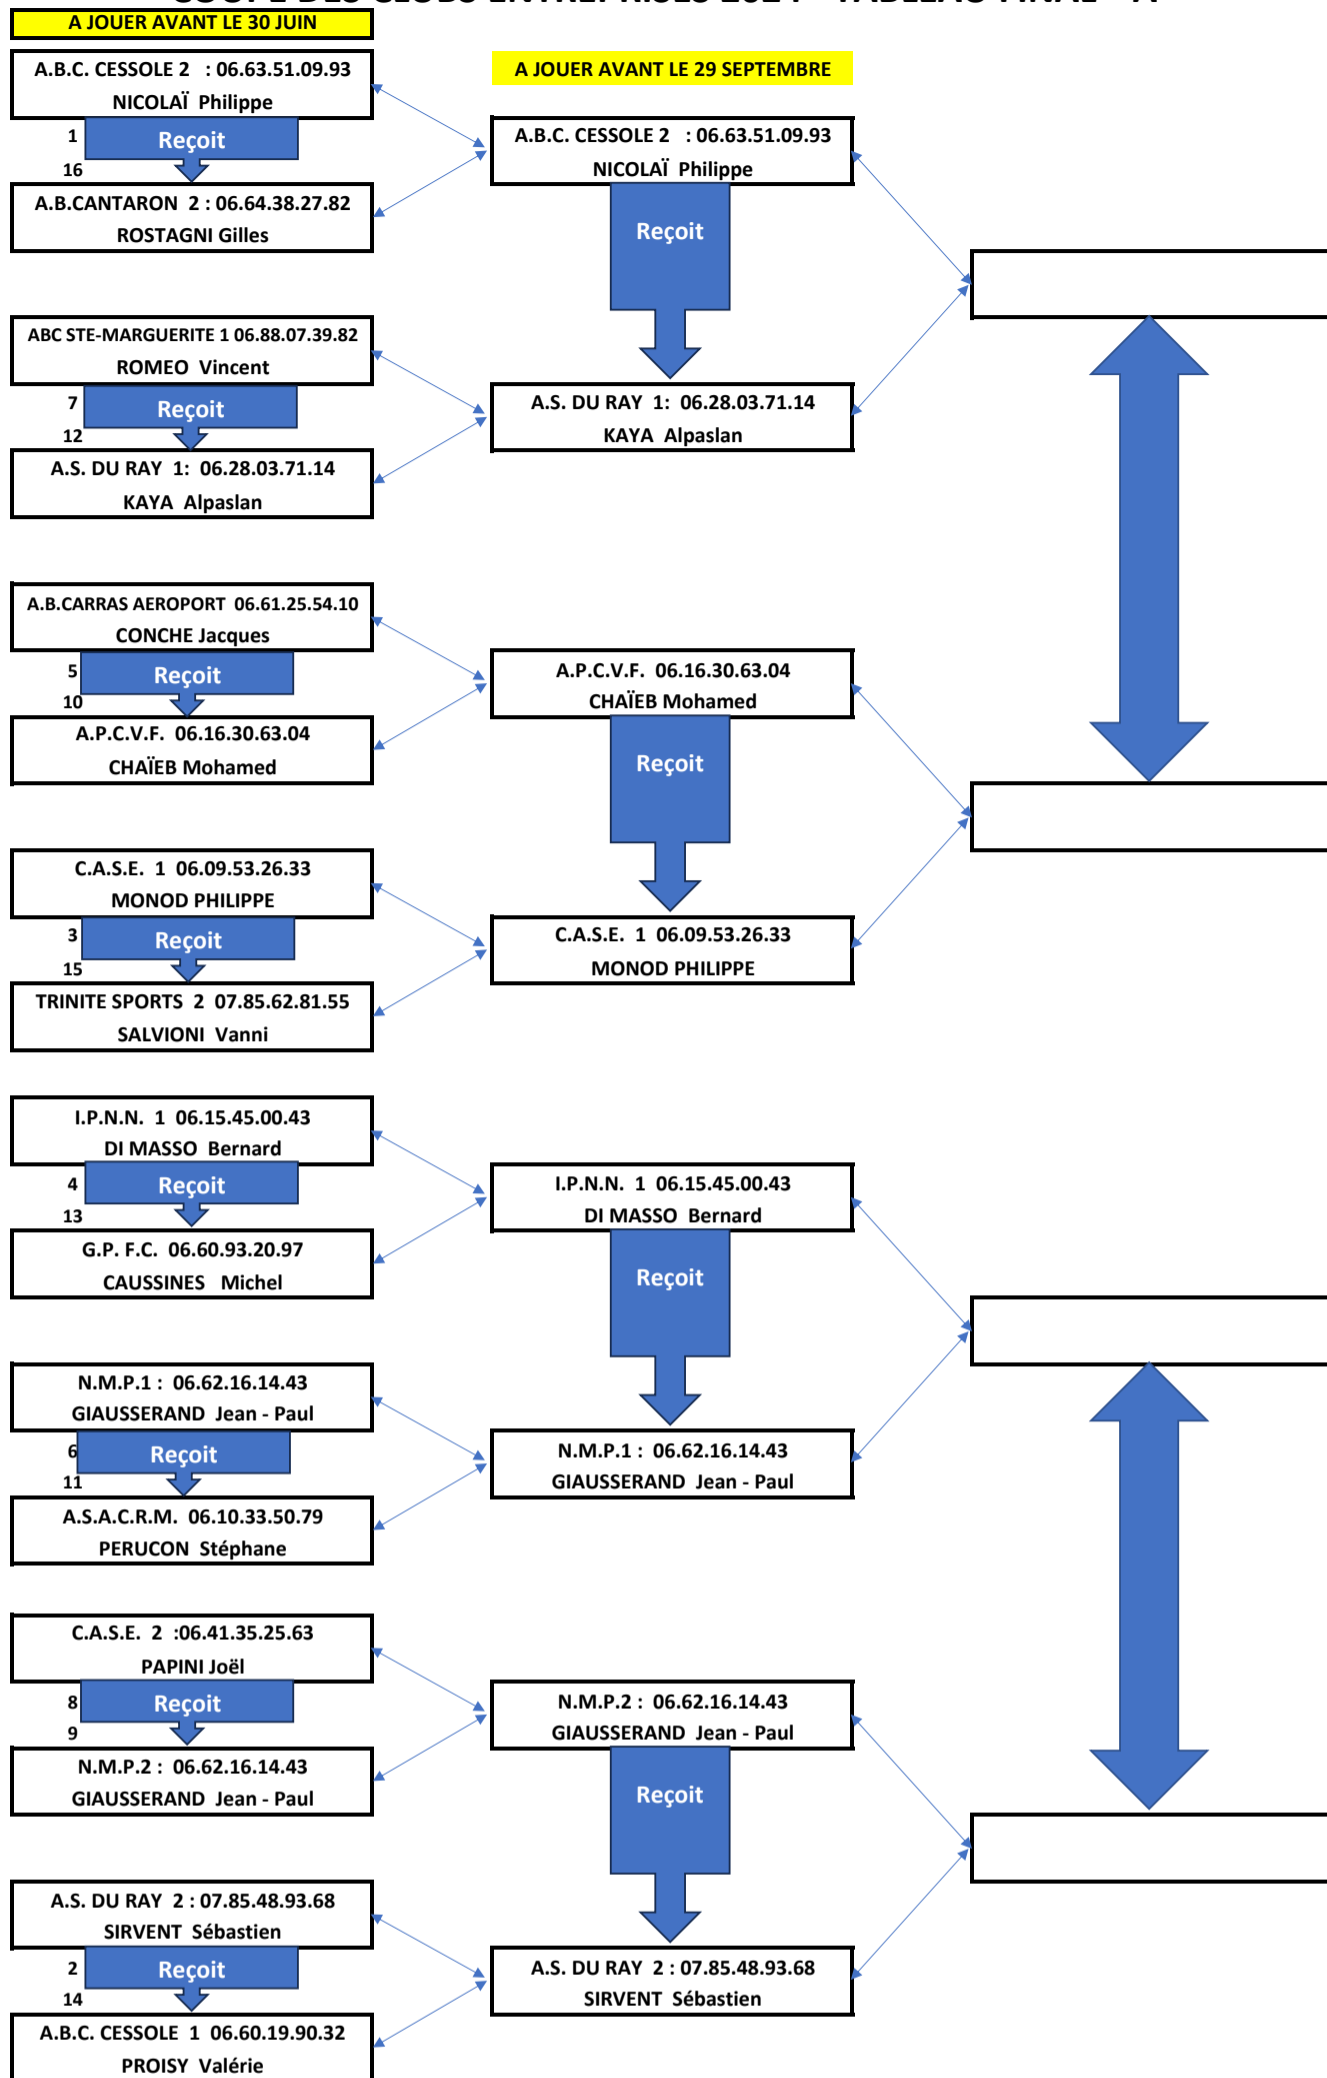 COUPE DES CLUBS ENTREPRISES 2024 - TABLEAU FINAL - A
A JOUER AVANT LE 30 JUIN
A.B.C. CESSOLE 2 : 06.63.51.09.93
NICOLAÏ Philippe
1
Reçoit
16
A.B.CANTARON 2 : 06.64.38.27.82
ROSTAGNI Gilles
ABC STE-MARGUERITE 1 06.88.07.39.82
ROMEO Vincent
7
Reçoit
12
A.S. DU RAY 1: 06.28.03.71.14
KAYA Alpaslan
A.B.CARRAS AEROPORT 06.61.25.54.10
CONCHE Jacques
5
Reçoit
10
A.P.C.V.F. 06.16.30.63.04
CHAÏEB Mohamed
C.A.S.E. 1 06.09.53.26.33
MONOD PHILIPPE
3
Reçoit
15
TRINITE SPORTS 2 07.85.62.81.55
SALVIONI Vanni
I.P.N.N. 1 06.15.45.00.43
DI MASSO Bernard
4
Reçoit
13
G.P. F.C. 06.60.93.20.97
CAUSSINES Michel
N.M.P.1 : 06.62.16.14.43
GIAUSSERAND Jean - Paul
6
Reçoit
11
A.S.A.C.R.M. 06.10.33.50.79
PERUCON Stéphane
C.A.S.E. 2 :06.41.35.25.63
PAPINI Joël
8
Reçoit
9
N.M.P.2 : 06.62.16.14.43
GIAUSSERAND Jean - Paul
A.S. DU RAY 2 : 07.85.48.93.68
SIRVENT Sébastien
2
Reçoit
14
A.B.C. CESSOLE 1 06.60.19.90.32
PROISY Valérie
A JOUER AVANT LE 29 SEPTEMBRE
A.B.C. CESSOLE 2 : 06.63.51.09.93
NICOLAÏ Philippe
Reçoit
A.S. DU RAY 1: 06.28.03.71.14
KAYA Alpaslan
A.P.C.V.F. 06.16.30.63.04
CHAÏEB Mohamed
Reçoit
C.A.S.E. 1 06.09.53.26.33
MONOD PHILIPPE
I.P.N.N. 1 06.15.45.00.43
DI MASSO Bernard
Reçoit
N.M.P.1 : 06.62.16.14.43
GIAUSSERAND Jean - Paul
N.M.P.2 : 06.62.16.14.43
GIAUSSERAND Jean - Paul
Reçoit
A.S. DU RAY 2 : 07.85.48.93.68
SIRVENT Sébastien